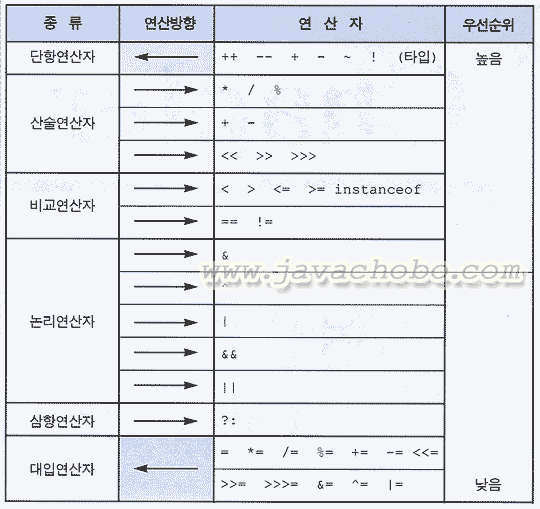 종 류 연산방향 연 산 자 우선순위
단항연산자 ++ -- + - ~ ! (타입) 높음
* / %
산술연산자 + -
<< >> >>>
비교연산자 < > <= >= instanceof
== !=
&
www.javachobo.com
^
논리연산자 |
&&
||
삼항연산자 ?:
대입연산자 = *= /= %= += -= <<=
>>= >>>= &= ^= |= 낮음